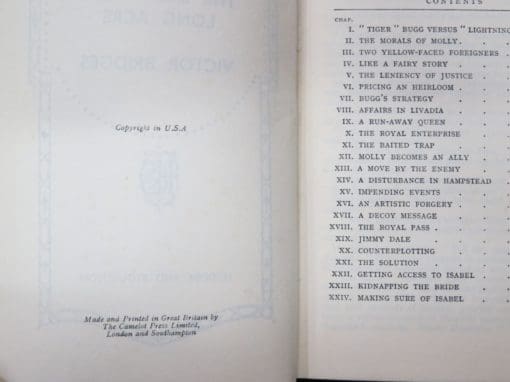 Copyright in U.S.A
Made and Printed in Great Britain by
The Camelot Press Limited,
London and Southampton
CONTENTS
CHAP.
I. "TIGER" BUGG VERSUS "LIGHTNING
II. THE MORALS OF MOLLY . .
III. TWO YELLOW-FACED FOREIGNERS .
IV. LIKE A FAIRY STORY . . .
V. THE LENIENCY OF JUSTICE . .
VI. PRICING AN HEIRLOOM . . .
VII. BUGG'S STRATEGY . . .
VIII. AFFAIRS IN LIVADIA . . .
IX. A RUN-AWAY QUEEN . . .
X. THE ROYAL ENTERPRISE . . .
XI. THE BAITED TRAP . . .
XII. MOLLY BECOMES AN ALLY . . .
XIII. A MOVE BY THE ENEMY . . .
XIV. A DISTURBANCE IN HAMPSTEAD . .
XV. IMPENDING EVENTS . . .
XVI. AN ARTISTIC FORGERY . . .
XVII. A DECOY MESSAGE . . .
XVIII. THE ROYAL PASS . . . .
XIX. JIMMY DALE . . . .
XX. COUNTERPLOTTING . . .
XXI. THE SOLUTION . . . .
XXII. GETTING ACCESS TO ISABEL . .
XXIII. KIDNAPPING THE BRIDE . . .
XXIV. MAKING SURE OF ISABEL . . .